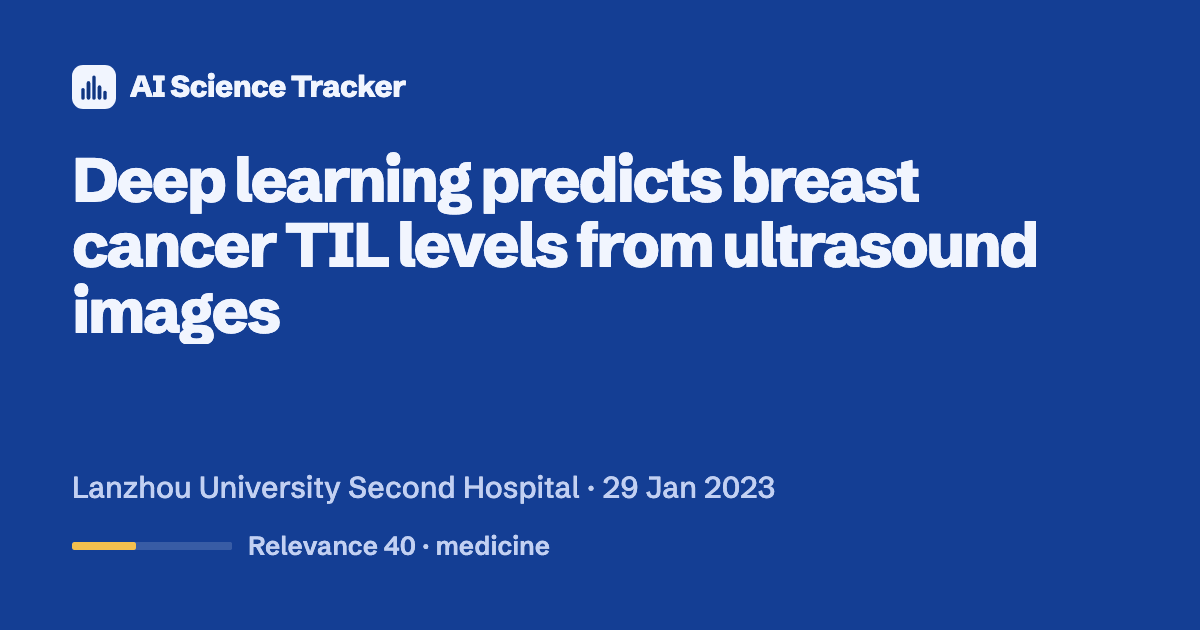 AI Science Tracker
Deep learning predicts breast
cancer TIL levels from ultrasound
images
Lanzhou University Second Hospital · 29 Jan 2023
Relevance 40 · medicine